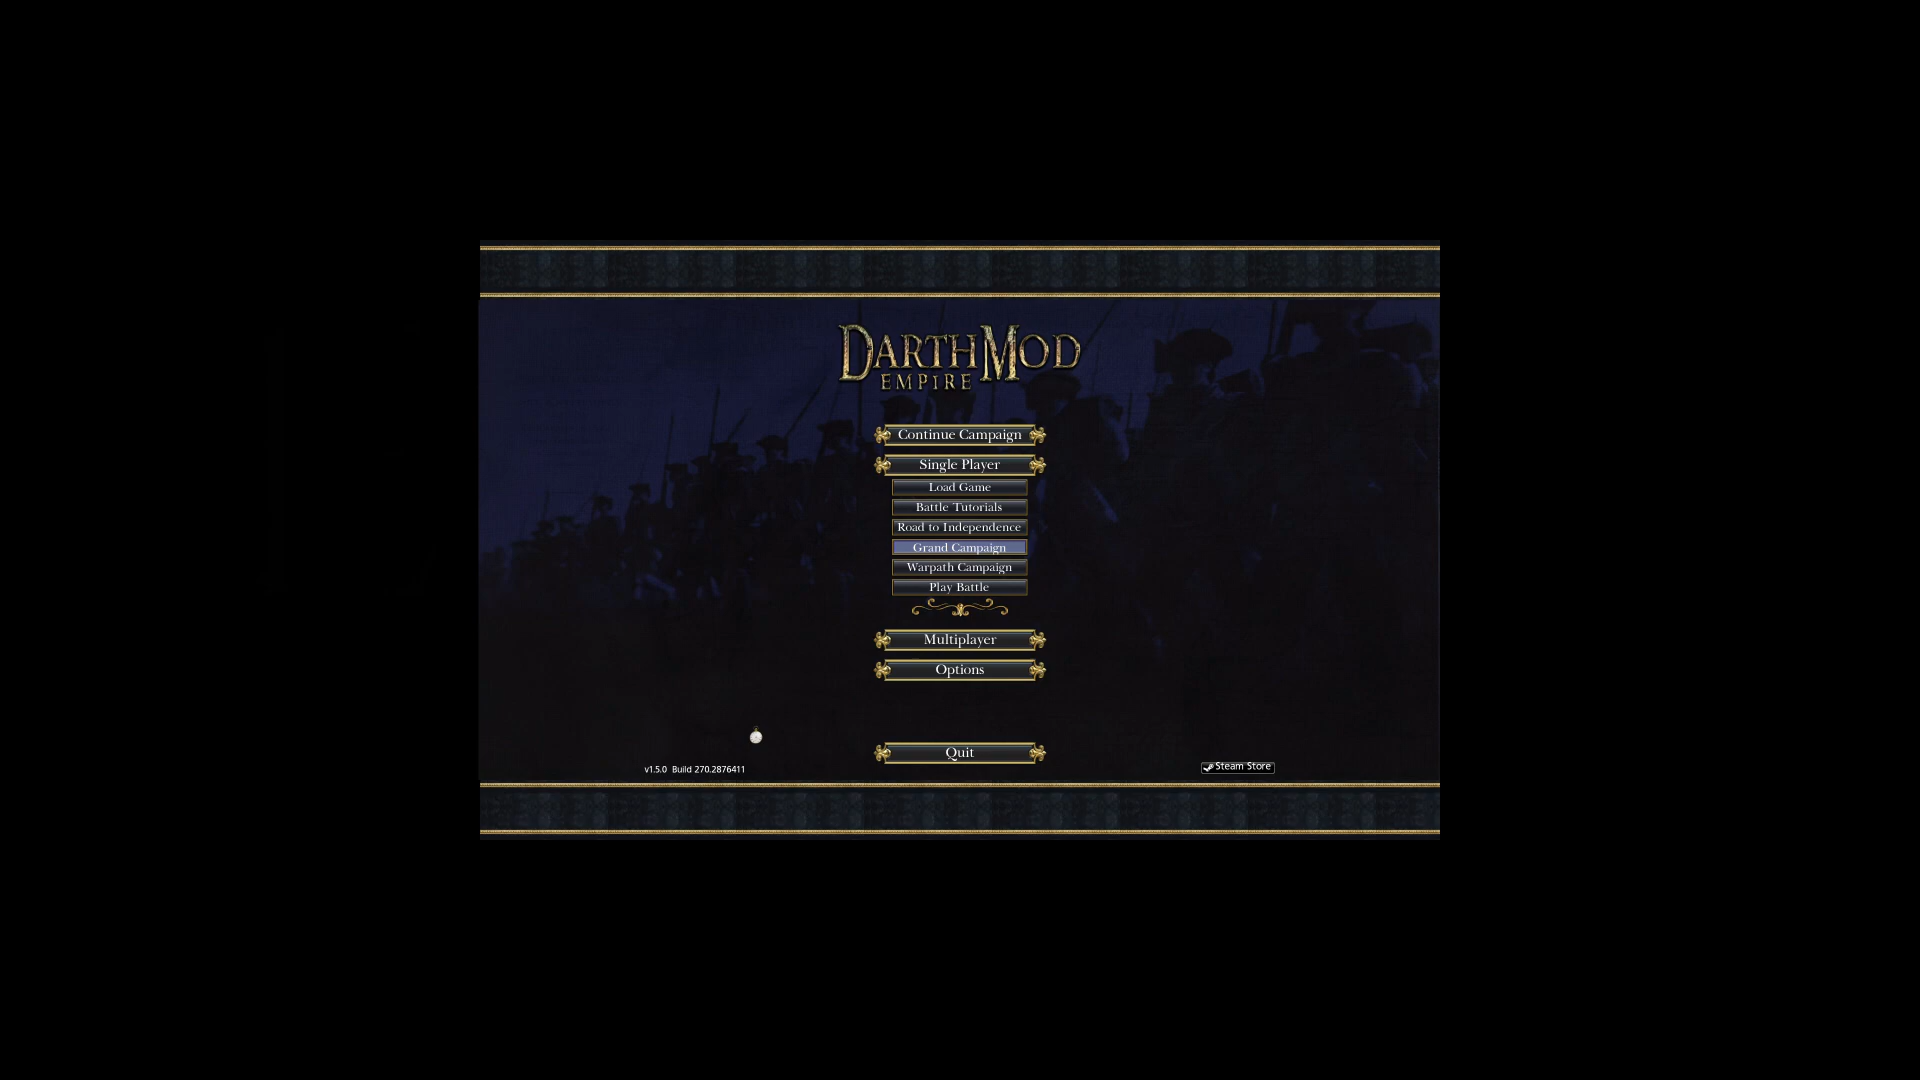 DARTHMOD
EMPIRE
Continue Campaign
Single Player
Load Game
Battle Tutorials
Road to Independence
Grand Campaign
Warpath Campaign
Play Battle
Multiplayer
Options
Quit
v1.5.0 Build 270.2876411
Steam Store